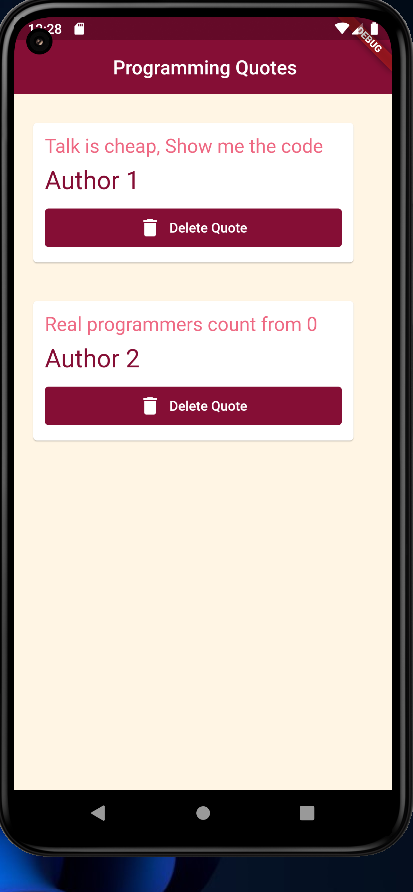 12:28
DEBUG
Programming Quotes
Talk is cheap, Show me the code
Author 1
Delete Quote
Real programmers count from 0
Author 2
Delete Quote